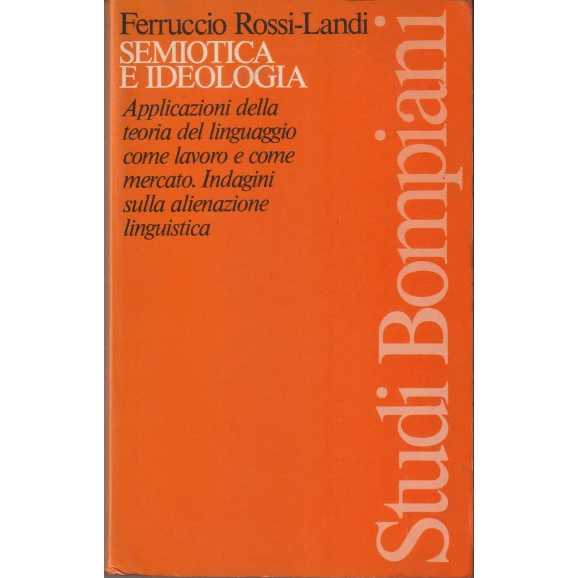 Ferruccio Rossi-Landi
SEMIOTICA
E IDEOLOGIA
Applicazioni della
teoria del linguaggio
come lavoro e come
mercato. Indagini
sulla alienazione
linguistica
Studi Bompiani